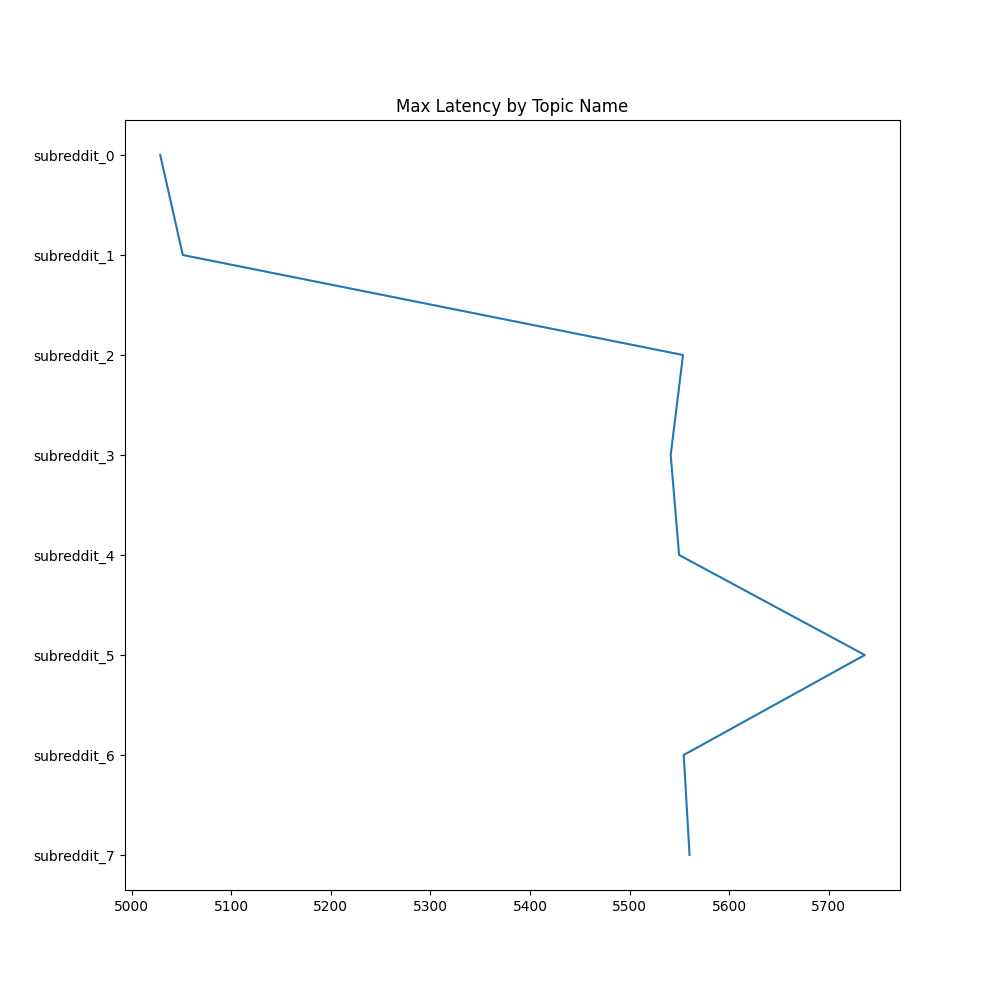 Max Latency by Topic Name
subreddit_0
subreddit_1
subreddit_2
subreddit_3
subreddit_4
subreddit_5
subreddit_6
subreddit_7
5000 5100 5200 5300 5400 5500 5600 5700